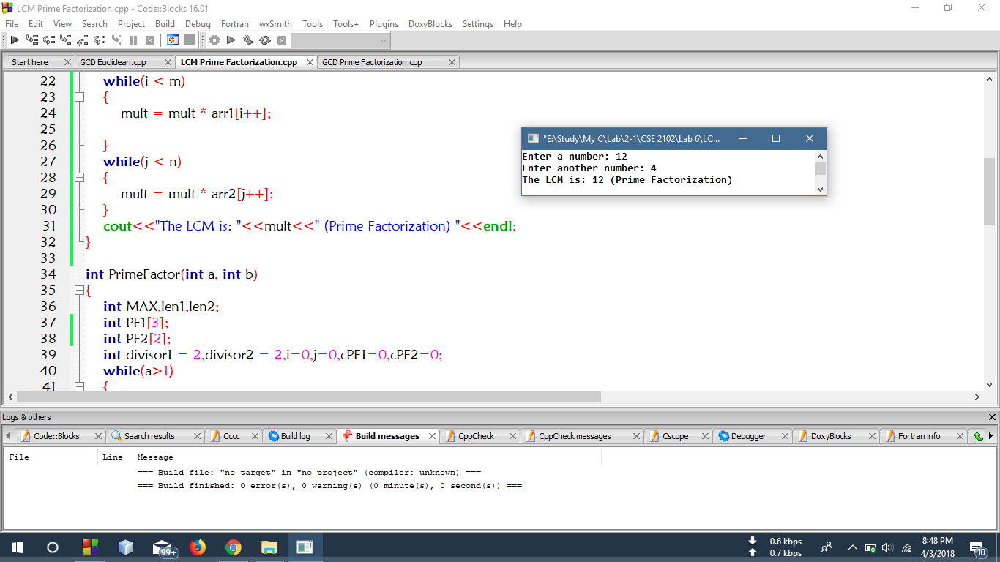 LCM Prime Factorization.cpp - Code::Blocks 16.01
File Edit View Search Project Build Debug Fortran wxSmith Tools Tools+ Plugins DoxyBlocks Settings Help
Start here GCD Euclidean.cpp LCM Prime Factorization.cpp GCD Prime Factorization.cpp
22 while(i < m)
23 {
24 mult = mult * arr1[i++];
25
26 }
27 while(j < n)
28 {
29 mult = mult * arr2[j++];
30 }
31 cout<<"The LCM is: "<<mult<<" (Prime Factorization) "<<endl;
32 }
33
34 int PrimeFactor(int a, int b)
35 {
36 int MAX,len1,len2;
37 int PF1[3];
38 int PF2[2];
39 int divisor1 = 2,divisor2 = 2,i=0,j=0,cPF1=0,cPF2=0;
40 while(a>1)
41 {
"E:\Study\My C\Lab\2-1\CSE 2102\Lab 6\LC...
Enter a number: 12
Enter another number: 4
The LCM is: 12 (Prime Factorization)
Logs & others
Code::Blocks Search results Cccc Build log Build messages CppCheck CppCheck messages Cscope Debugger DoxyBlocks Fortran info
File Line Message
=== Build file: "no target" in "no project" (compiler: unknown) ===
=== Build finished: 0 error(s), 0 warning(s) (0 minute(s), 0 second(s)) ===
99+
0.6 kbps
0.7 kbps
8:48 PM
4/3/2018
10